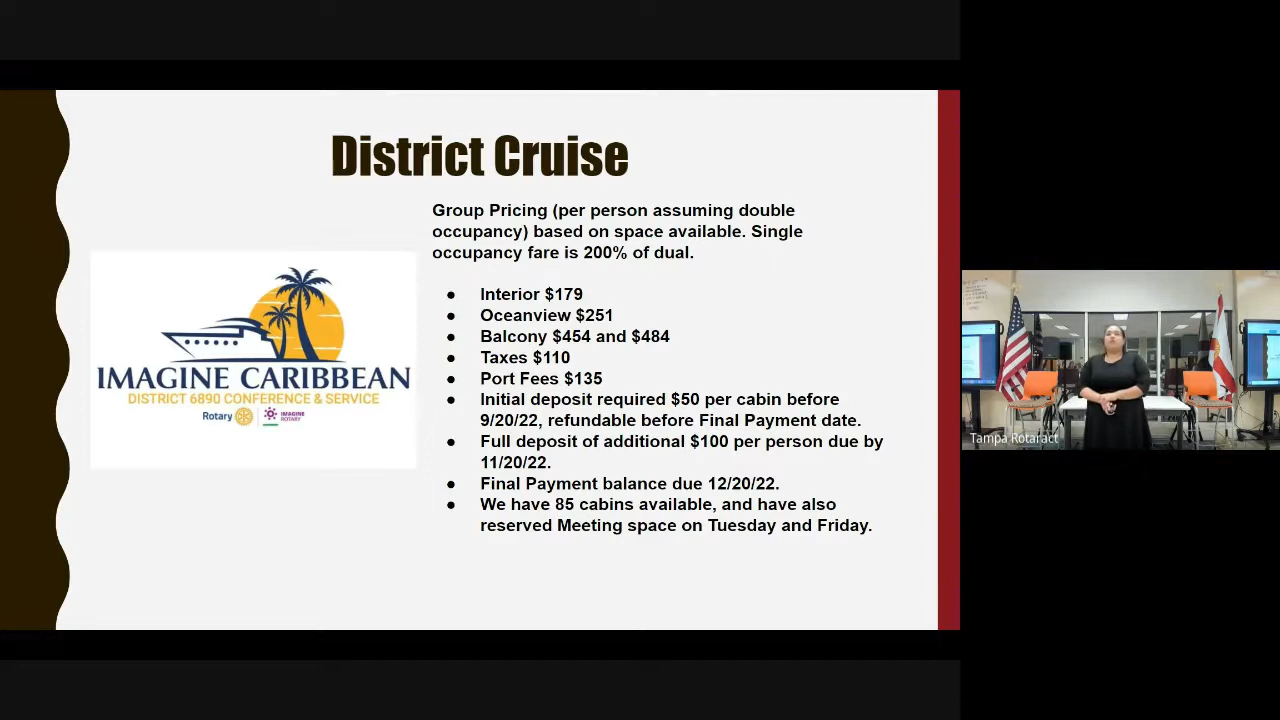 District Cruise
Group Pricing (per person assuming double
occupancy) based on space available. Single
occupancy fare is 200% of dual.
● Interior $179
● Oceanview $251
● Balcony $454 and $484
● Taxes $110
● Port Fees $135
● Initial deposit required $50 per cabin before
9/20/22, refundable before Final Payment date.
● Full deposit of additional $100 per person due by
11/20/22.
● Final Payment balance due 12/20/22.
● We have 85 cabins available, and have also
reserved Meeting space on Tuesday and Friday.
IMAGINE CARIBBEAN
DISTRICT 6890 CONFERENCE & SERVICE
Rotary
IMAGINE
ROTARY
Tampa Rotaract